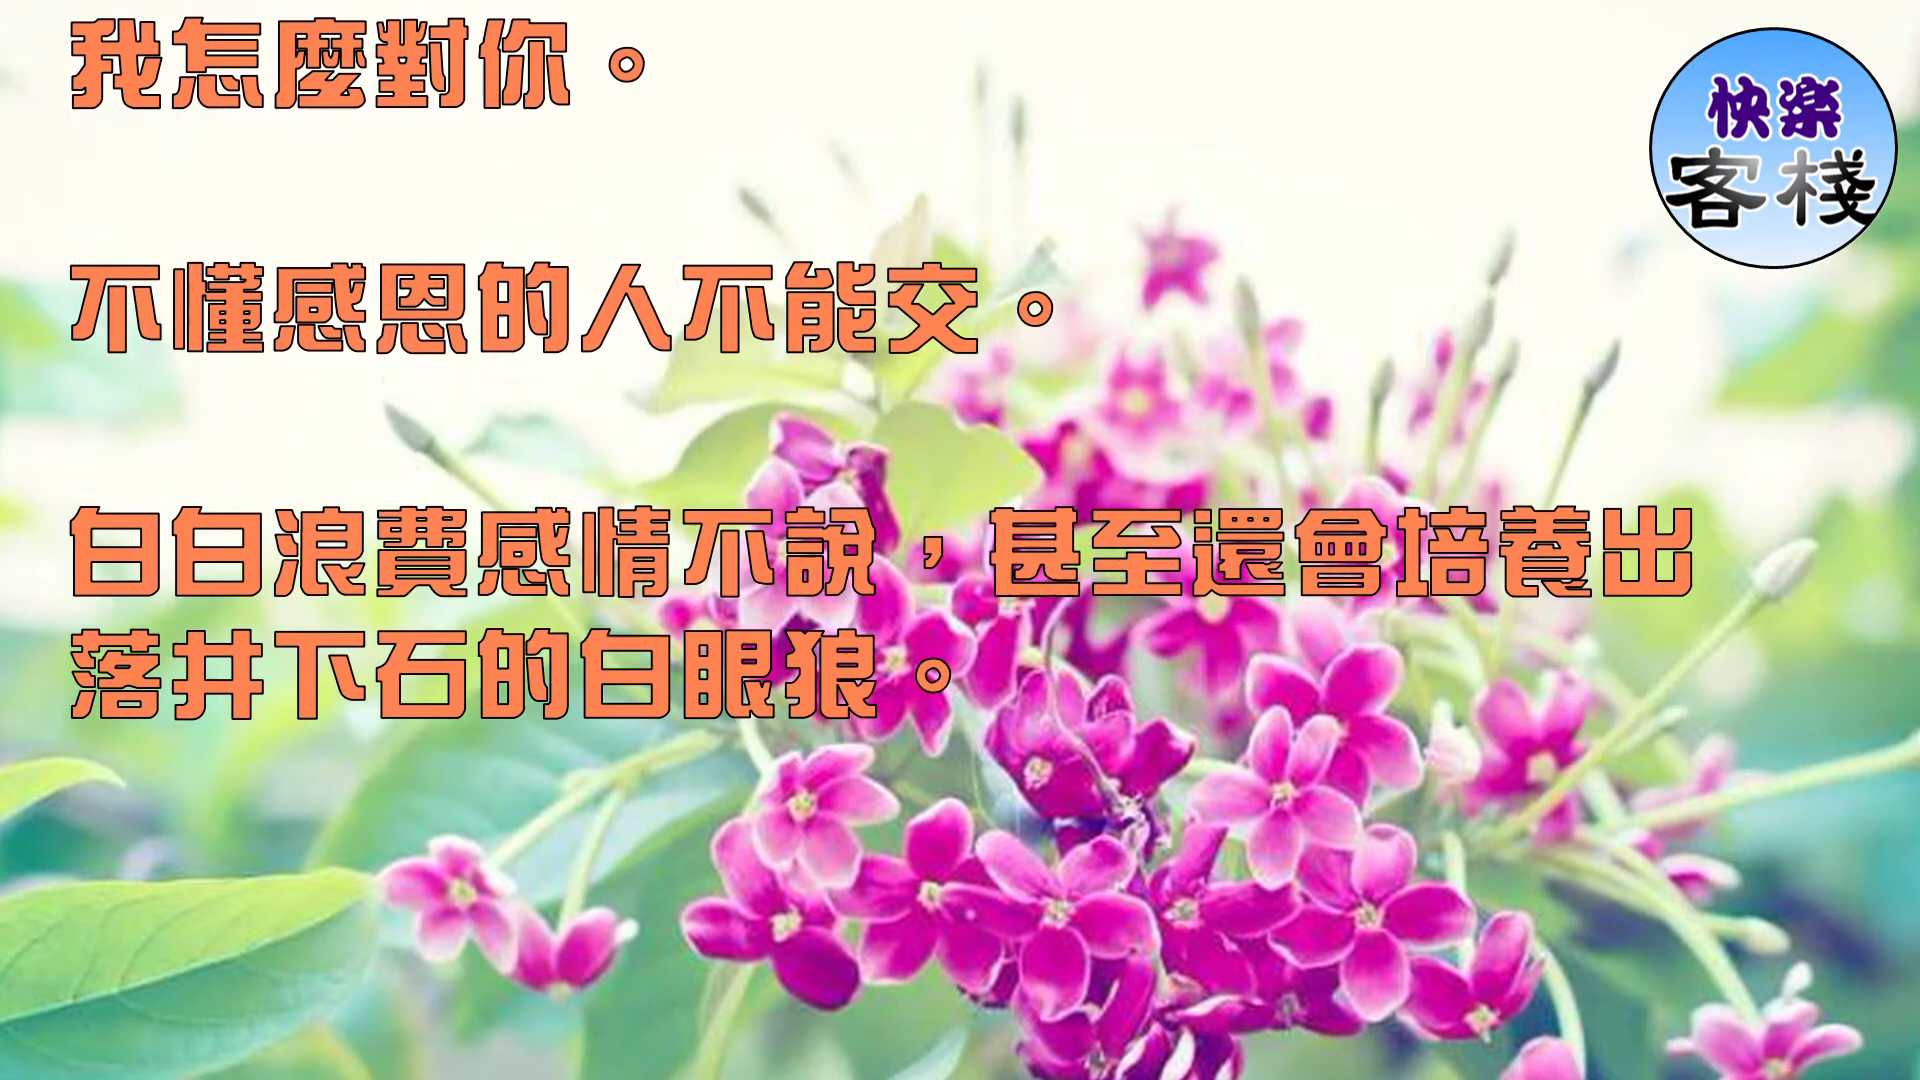 我怎麼對你。
不懂感恩的人不能交。
白白浪費感情不說，甚至還會培養出
落井下石的白眼狼。
快樂
客棧